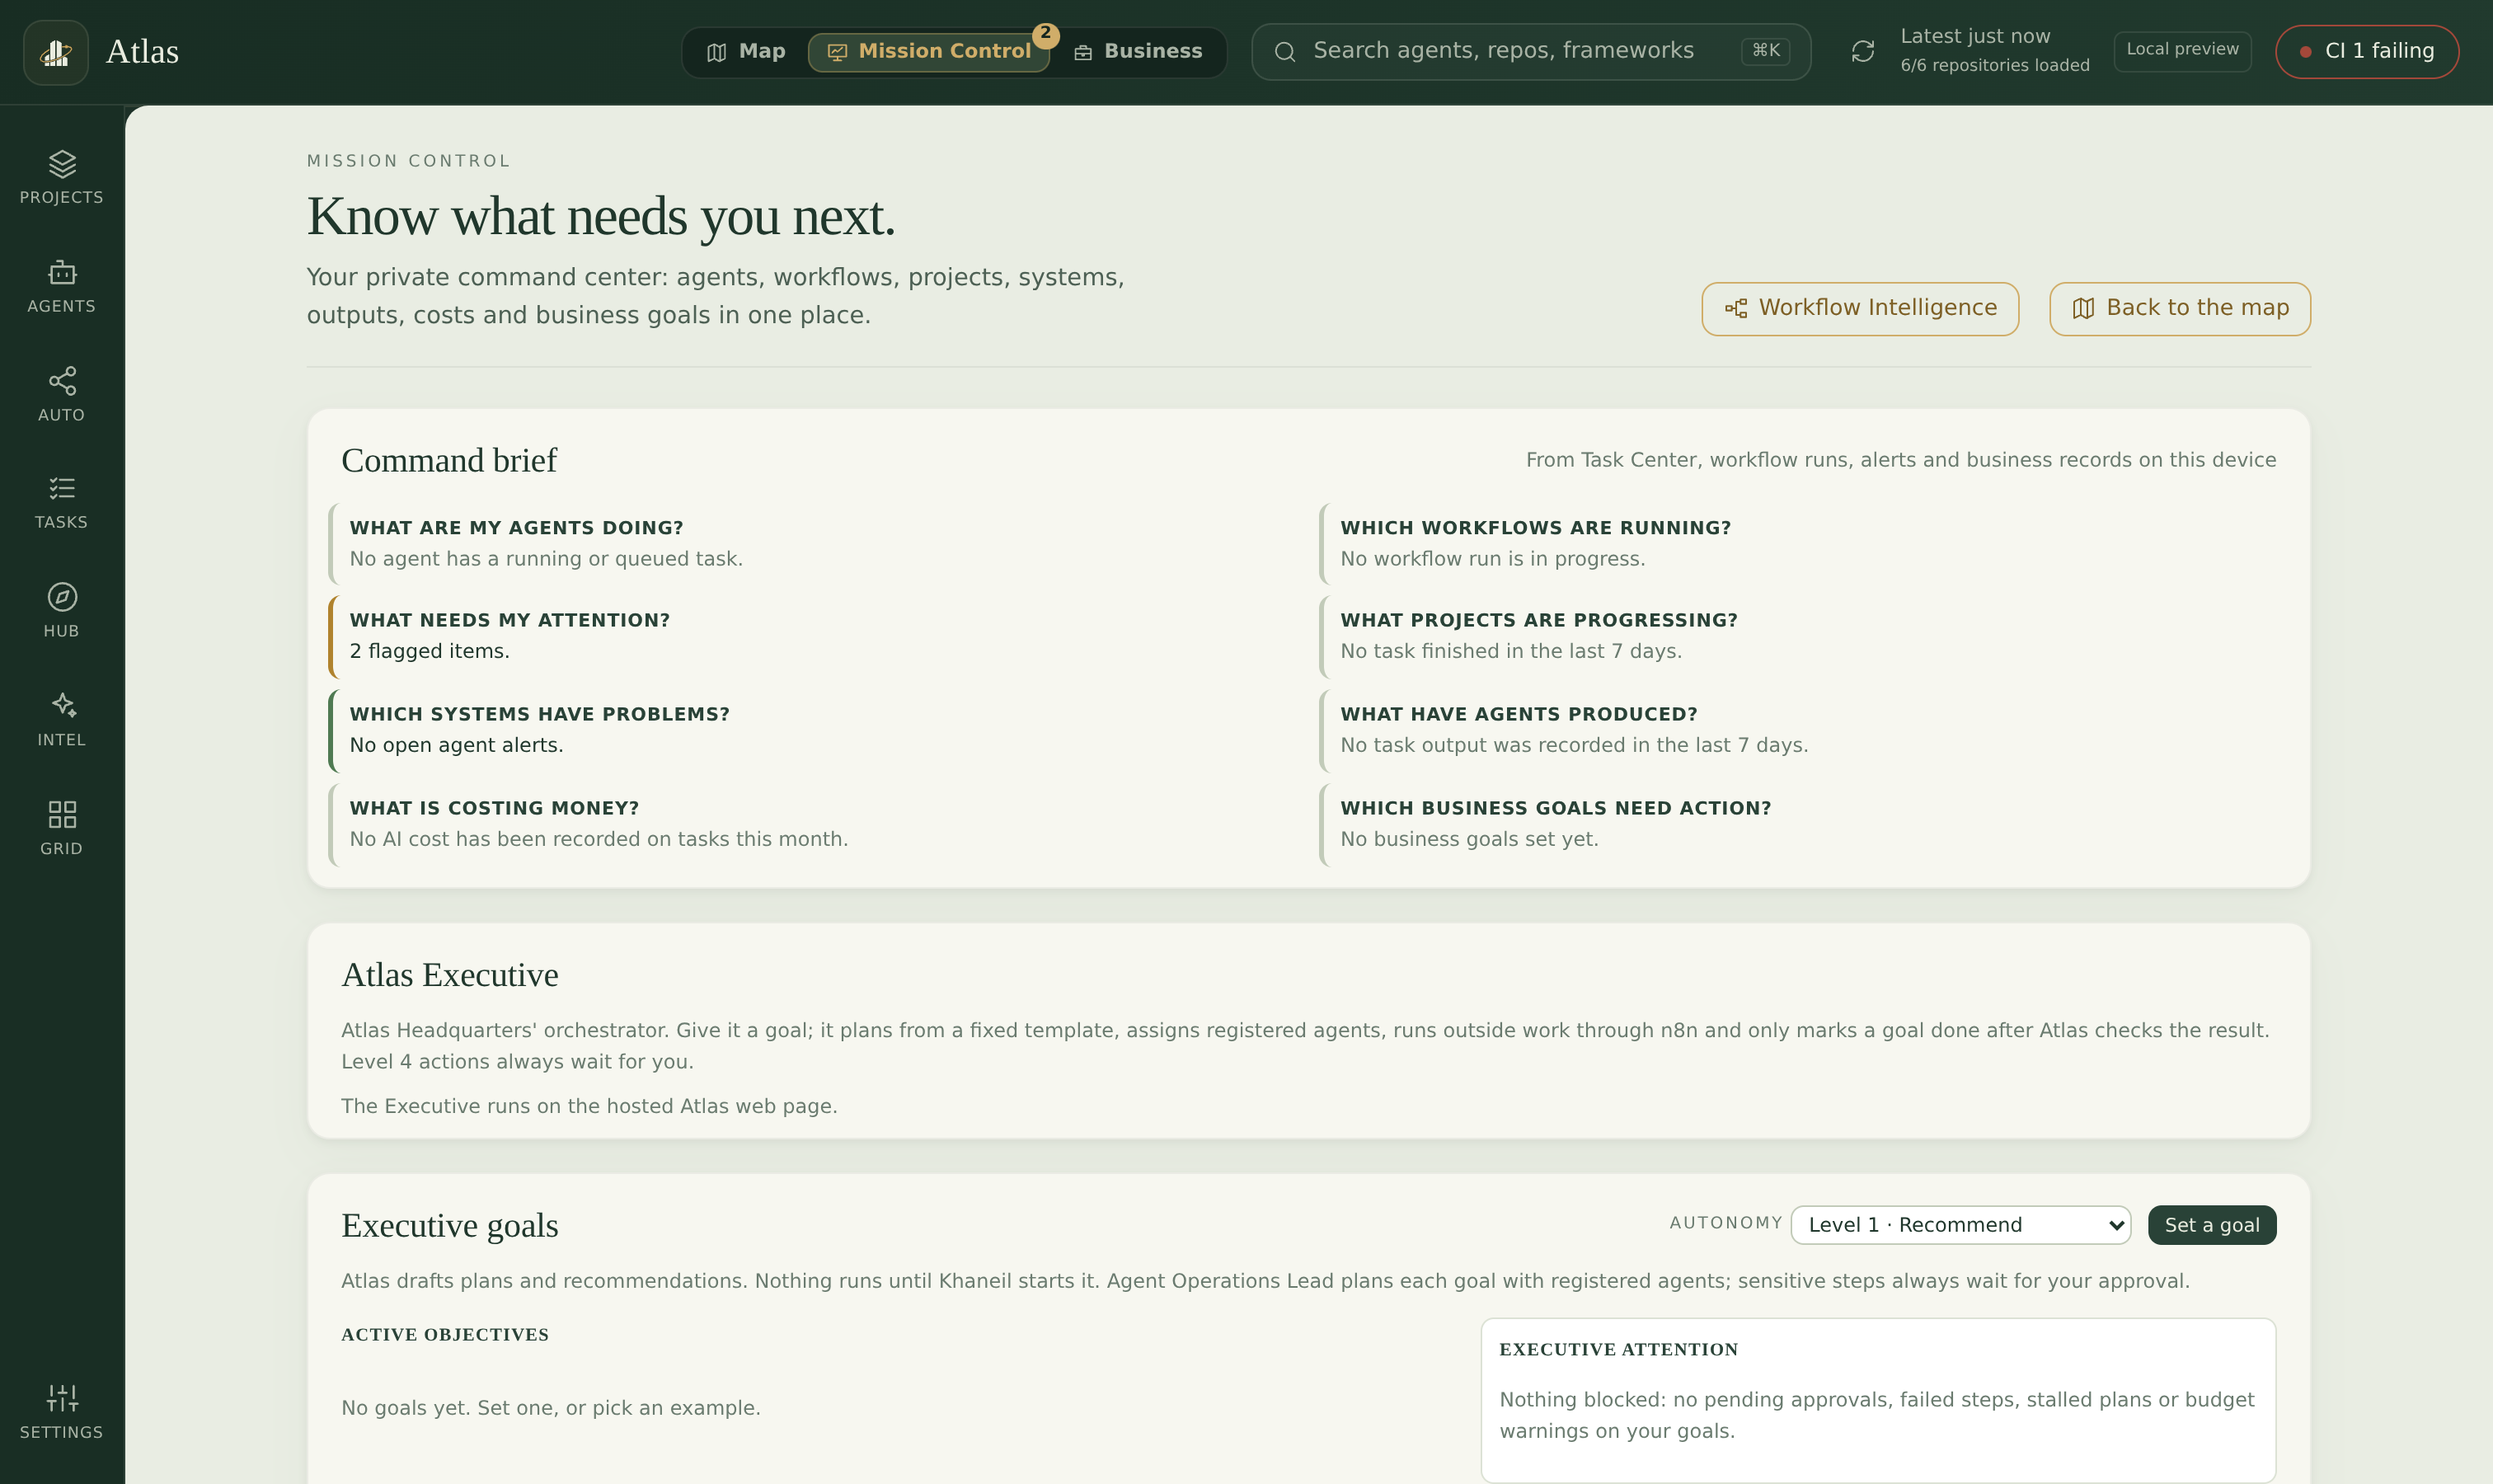 Atlas
Map
Mission Control
2
Business
Search agents, repos, frameworks
⌘K
Latest just now
6/6 repositories loaded
Local preview
CI 1 failing
PROJECTS
AGENTS
AUTO
TASKS
HUB
INTEL
GRID
SETTINGS
MISSION CONTROL
Know what needs you next.
Your private command center: agents, workflows, projects, systems,
outputs, costs and business goals in one place.
Workflow Intelligence
Back to the map
Command brief
From Task Center, workflow runs, alerts and business records on this device
WHAT ARE MY AGENTS DOING?
No agent has a running or queued task.
WHICH WORKFLOWS ARE RUNNING?
No workflow run is in progress.
WHAT NEEDS MY ATTENTION?
2 flagged items.
WHAT PROJECTS ARE PROGRESSING?
No task finished in the last 7 days.
WHICH SYSTEMS HAVE PROBLEMS?
No open agent alerts.
WHAT HAVE AGENTS PRODUCED?
No task output was recorded in the last 7 days.
WHAT IS COSTING MONEY?
No AI cost has been recorded on tasks this month.
WHICH BUSINESS GOALS NEED ACTION?
No business goals set yet.
Atlas Executive
Atlas Headquarters' orchestrator. Give it a goal; it plans from a fixed template, assigns registered agents, runs outside work through n8n and only marks a goal done after Atlas checks the result.
Level 4 actions always wait for you.
The Executive runs on the hosted Atlas web page.
Executive goals
AUTONOMY
Level 1 · Recommend
Set a goal
Atlas drafts plans and recommendations. Nothing runs until Khaneil starts it. Agent Operations Lead plans each goal with registered agents; sensitive steps always wait for your approval.
ACTIVE OBJECTIVES
No goals yet. Set one, or pick an example.
EXECUTIVE ATTENTION
Nothing blocked: no pending approvals, failed steps, stalled plans or budget
warnings on your goals.